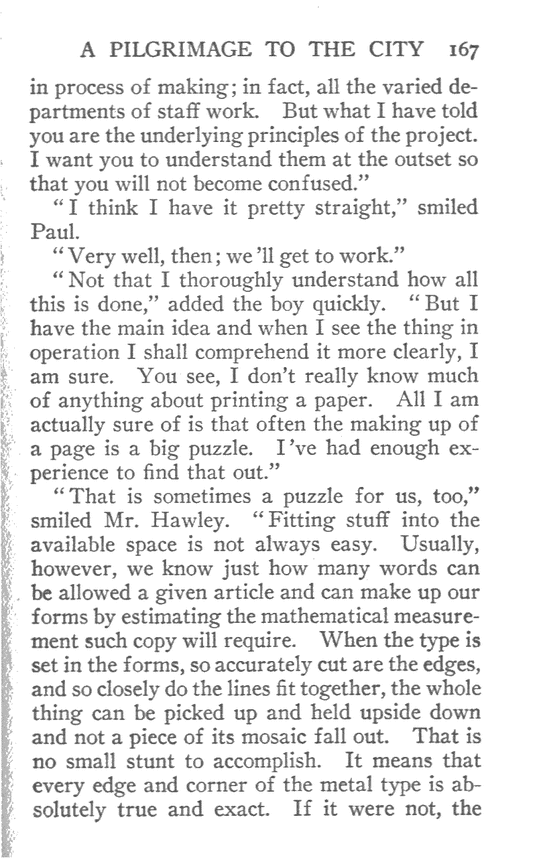 A PILGRIMAGE TO THE CITY 167
in process of making; in fact, all the varied de-
partments of staff work. But what I have told
you are the underlying principles of the project.
I want you to understand them at the outset so
that you will not become confused."
"I think I have it pretty straight," smiled
Paul.
"Very well, then; we'll get to work."
"Not that I thoroughly understand how all
this is done," added the boy quickly. "But I
have the main idea and when I see the thing in
operation I shall comprehend it more clearly, I
am sure. You see, I don't really know much
of anything about printing a paper. All I am
actually sure of is that often the making up of
a page is a big puzzle. I've had enough ex-
perience to find that out."
"That is sometimes a puzzle for us, too,"
smiled Mr. Hawley. "Fitting stuff into the
available space is not always easy. Usually,
however, we know just how many words can
be allowed a given article and can make up our
forms by estimating the mathematical measure-
ment such copy will require. When the type is
set in the forms, so accurately cut are the edges,
and so closely do the lines fit together, the whole
thing can be picked up and held upside down
and not a piece of its mosaic fall out. That is
no small stunt to accomplish. It means that
every edge and corner of the metal type is ab-
solutely true and exact. If it were not, the